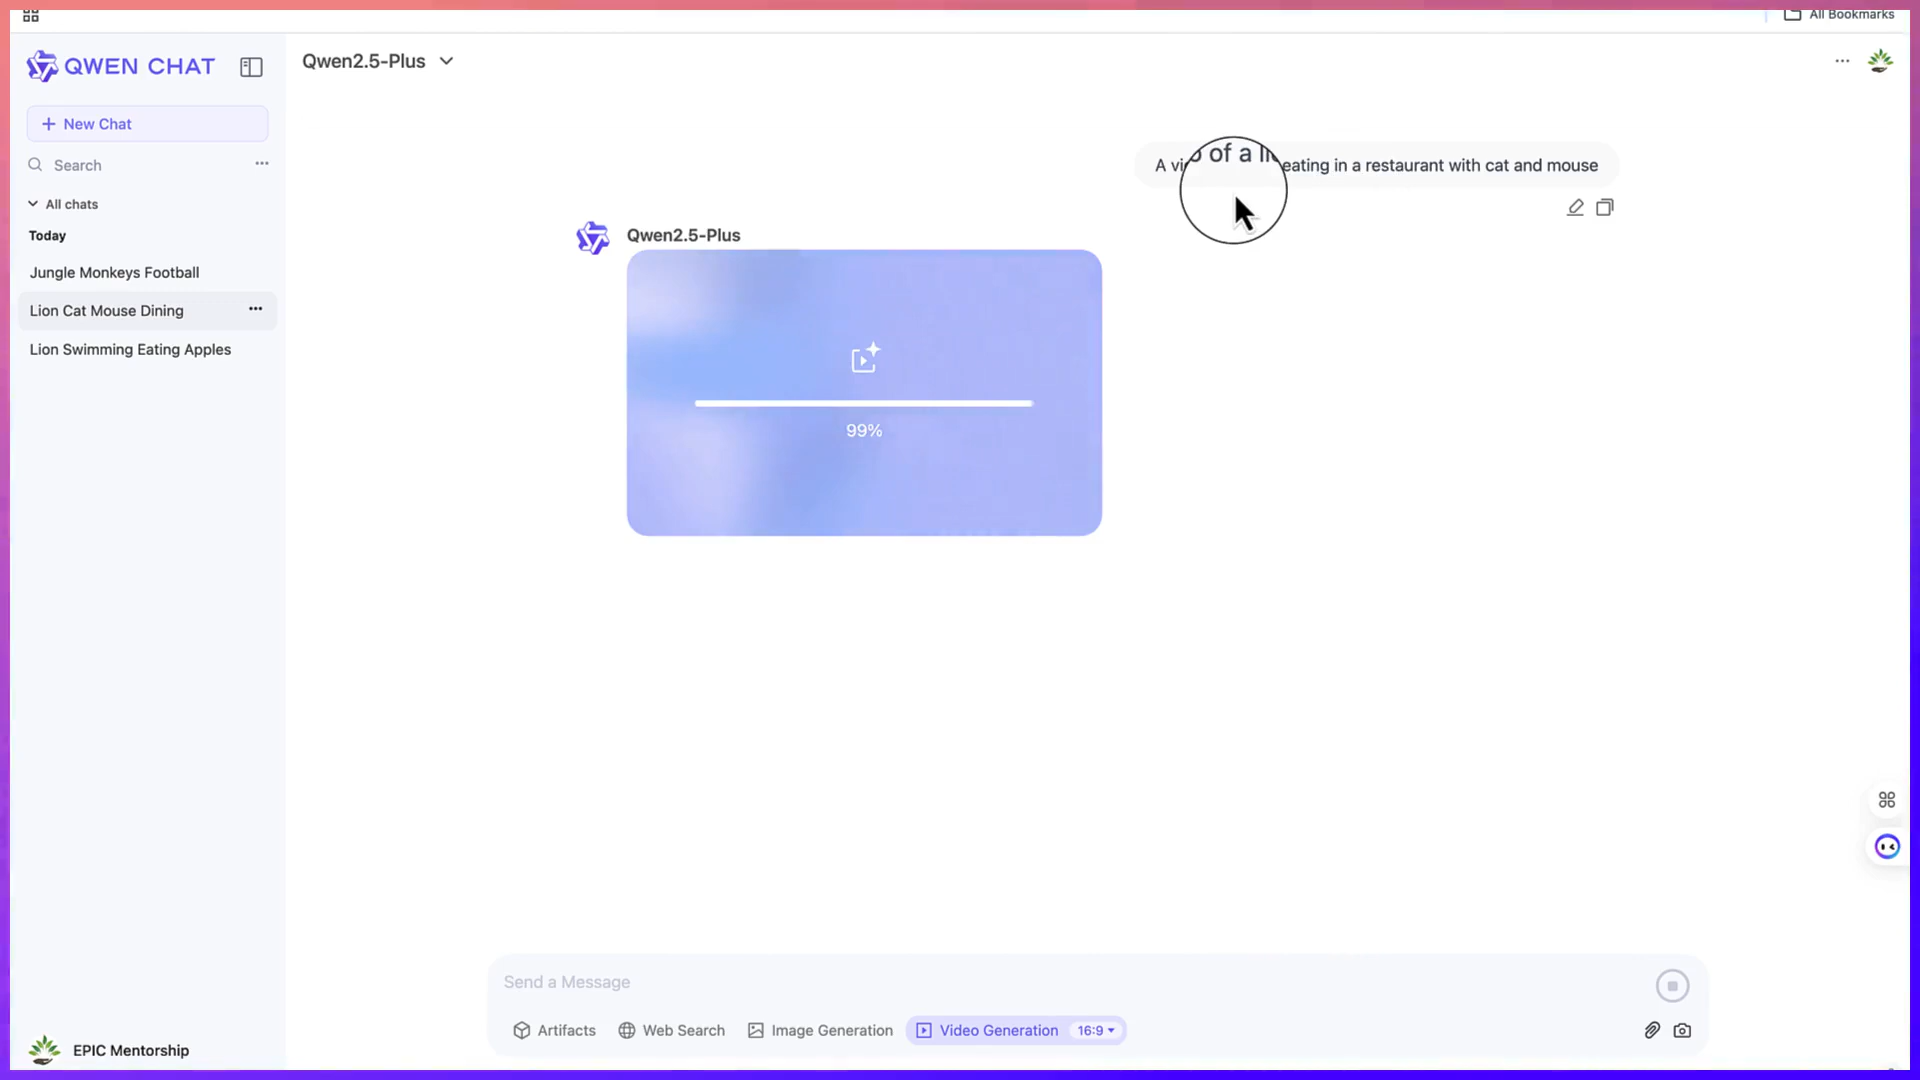 All Bookmarks
QWEN CHAT
Qwen2.5-Plus
New Chat
Search
All chats
Today
Jungle Monkeys Football
Lion Cat Mouse Dining
Lion Swimming Eating Apples
A of a eating in a restaurant with cat and mouse
Qwen2.5-Plus
99%
Send a Message
Artifacts Web Search Image Generation Video Generation 16:9
EPIC Mentorship